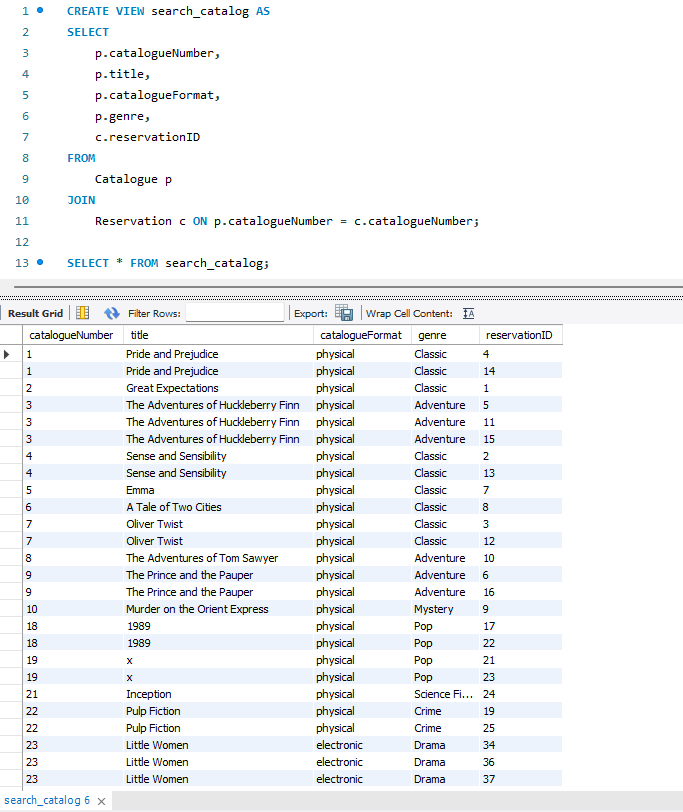 1 CREATE VIEW search_catalog AS
2 SELECT
3 p.catalogueNumber,
4 p.title,
5 p.catalogueFormat,
6 p.genre,
7 c.reservationID
8 FROM
9 Catalogue p
10 JOIN
11 Reservation c ON p.catalogueNumber = c.catalogueNumber;
12
13 SELECT * FROM search_catalog;
Result Grid Filter Rows: Export: Wrap Cell Content: IA
catalogueNumber title catalogueFormat genre reservationID
1 Pride and Prejudice physical Classic 4
1 Pride and Prejudice physical Classic 14
2 Great Expectations physical Classic 1
3 The Adventures of Huckleberry Finn physical Adventure 5
3 The Adventures of Huckleberry Finn physical Adventure 11
3 The Adventures of Huckleberry Finn physical Adventure 15
4 Sense and Sensibility physical Classic 2
4 Sense and Sensibility physical Classic 13
5 Emma physical Classic 7
6 A Tale of Two Cities physical Classic 8
7 Oliver Twist physical Classic 3
7 Oliver Twist physical Classic 12
8 The Adventures of Tom Sawyer physical Adventure 10
9 The Prince and the Pauper physical Adventure 6
9 The Prince and the Pauper physical Adventure 16
10 Murder on the Orient Express physical Mystery 9
18 1989 physical Pop 17
18 1989 physical Pop 22
19 x physical Pop 21
19 x physical Pop 23
21 Inception physical Science Fi... 24
22 Pulp Fiction physical Crime 19
22 Pulp Fiction physical Crime 25
23 Little Women electronic Drama 34
23 Little Women electronic Drama 36
23 Little Women electronic Drama 37
search_catalog 6 ×